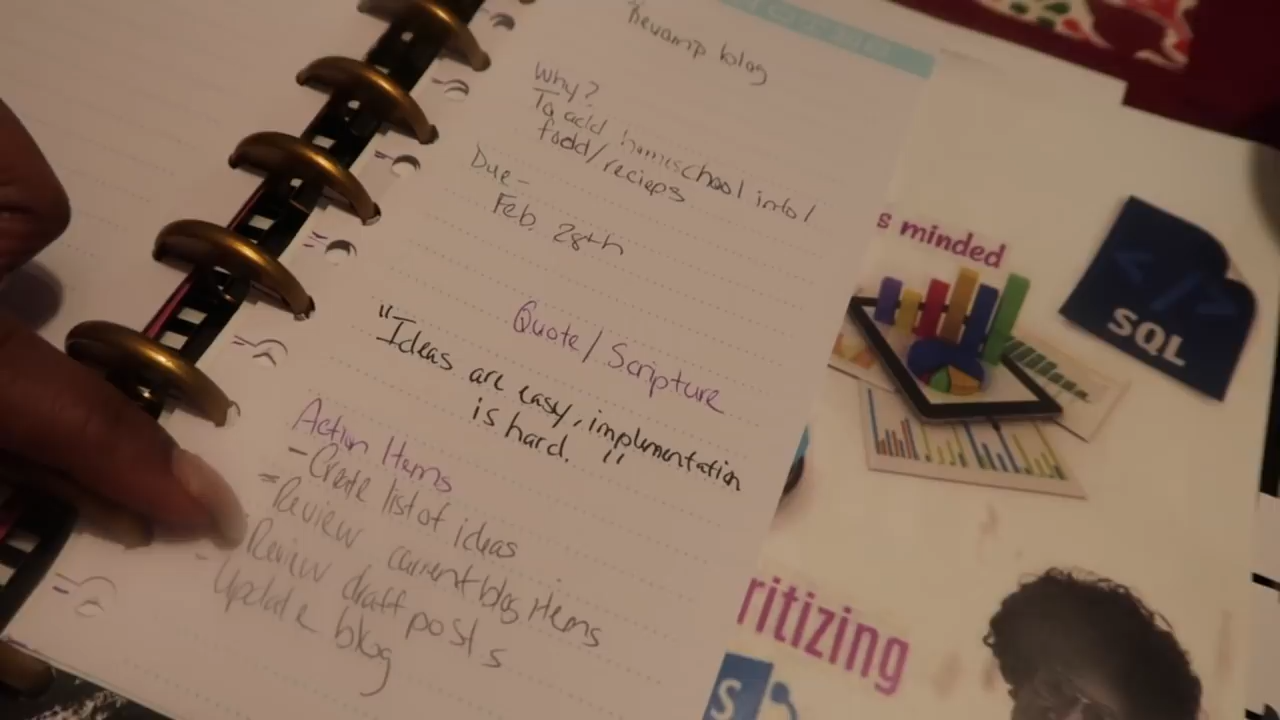 Revamp blog
Why?
To add homeschool info/
fodd/recieps
Due-
Feb. 28th
Quote/Scripture
"Ideas are easy, implementation
is hard. "
Action Items
- Create list of ideas
- Review current blog items
- Review draft posts
- Update blog
s minded
</>
SQL
ritizing
S